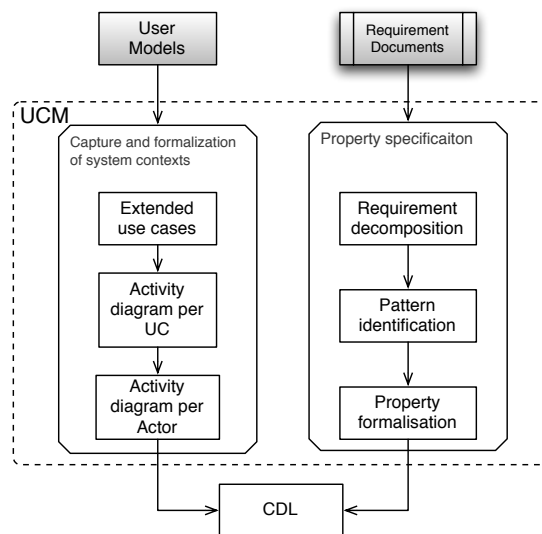 User
Models
Requirement
Documents
UCM
Capture and formalization
of system contexts
Property specificaiton
Extended
use cases
Requirement
decomposition
Activity
diagram per
UC
Pattern
identification
Activity
diagram per
Actor
Property
formalisation
CDL